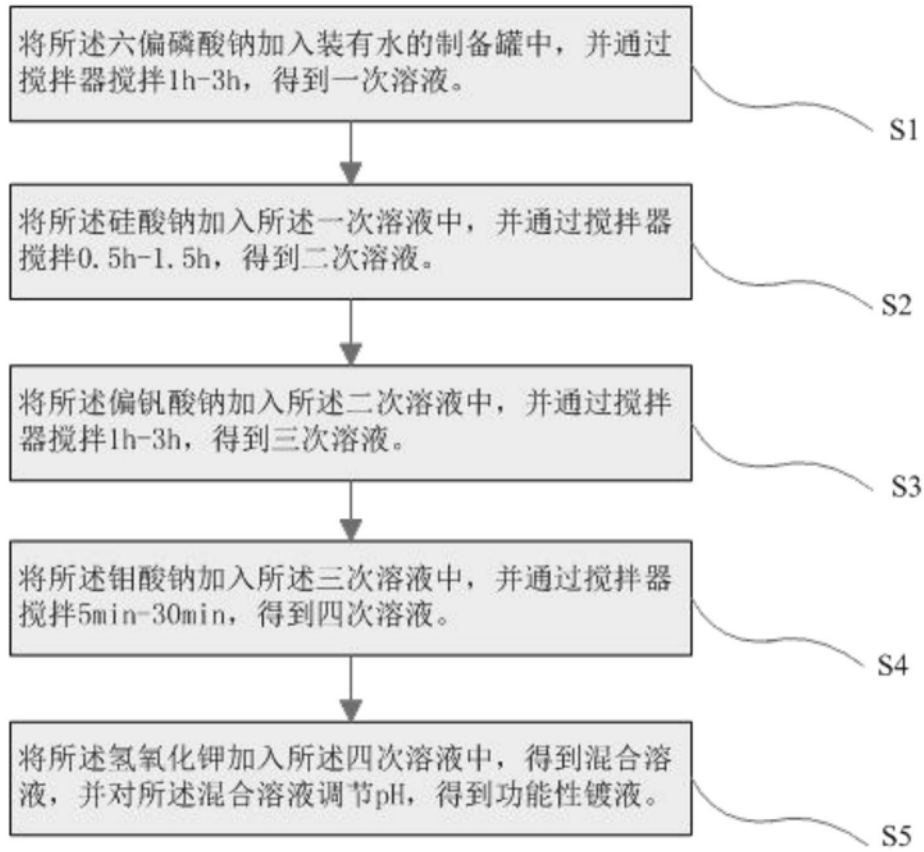 将所述六偏磷酸钠加入装有水的制备罐中，并通过
搅拌器搅拌1h-3h，得到一次溶液。
S1
将所述硅酸钠加入所述一次溶液中，并通过搅拌器
搅拌0.5h-1.5h，得到二次溶液。
S2
将所述偏钒酸钠加入所述二次溶液中，并通过搅拌
器搅拌1h-3h，得到三次溶液。
S3
将所述钼酸钠加入所述三次溶液中，并通过搅拌器
搅拌5min-30min，得到四次溶液。
S4
将所述氢氧化钾加入所述四次溶液中，得到混合溶
液，并对所述混合溶液调节pH，得到功能性镀液。
S5